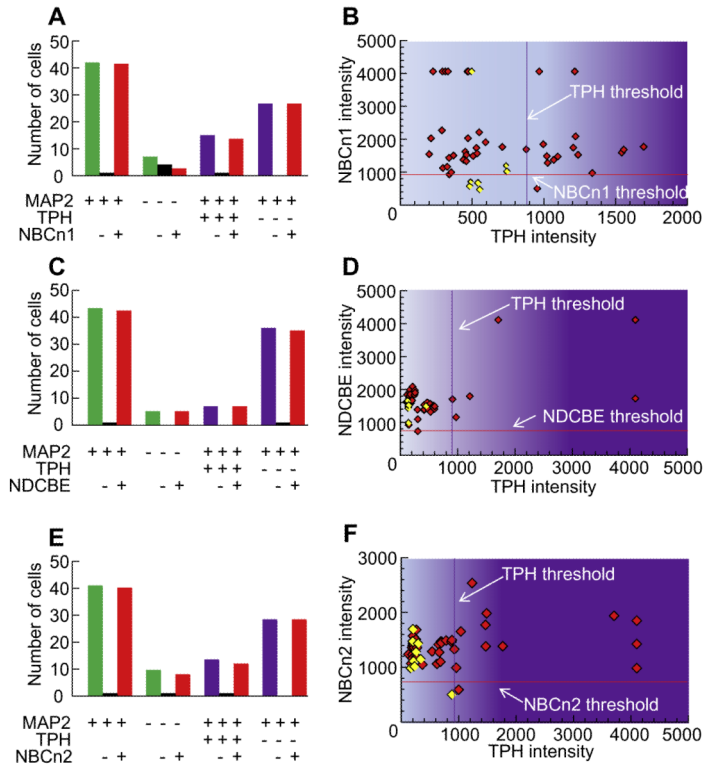 A
Number of cells
50
40
30
20
10
0
MAP2 + + + - - - + + + + + +
TPH + + + - - -
NBCn1 - + - + - + - +
B
NBCn1 intensity
5000
4000
3000
2000
1000
0
TPH threshold
NBCn1 threshold
0 500 1000 1500 2000
TPH intensity
C
Number of cells
50
40
30
20
10
0
MAP2 + + + - - - + + + + + +
TPH + + + - - -
NDCBE - + - + - + - +
D
NDCBE intensity
5000
4000
3000
2000
1000
TPH threshold
NDCBE threshold
0 1000 2000 3000 4000 5000
TPH intensity
E
Number of cells
50
40
30
20
10
0
MAP2 + + + - - - + + + + + +
TPH + + + - - -
NBCn2 - + - + - + - +
F
NBCn2 intensity
3000
2000
1000
0
TPH threshold
NBCn2 threshold
0 1000 2000 3000 4000 5000
TPH intensity